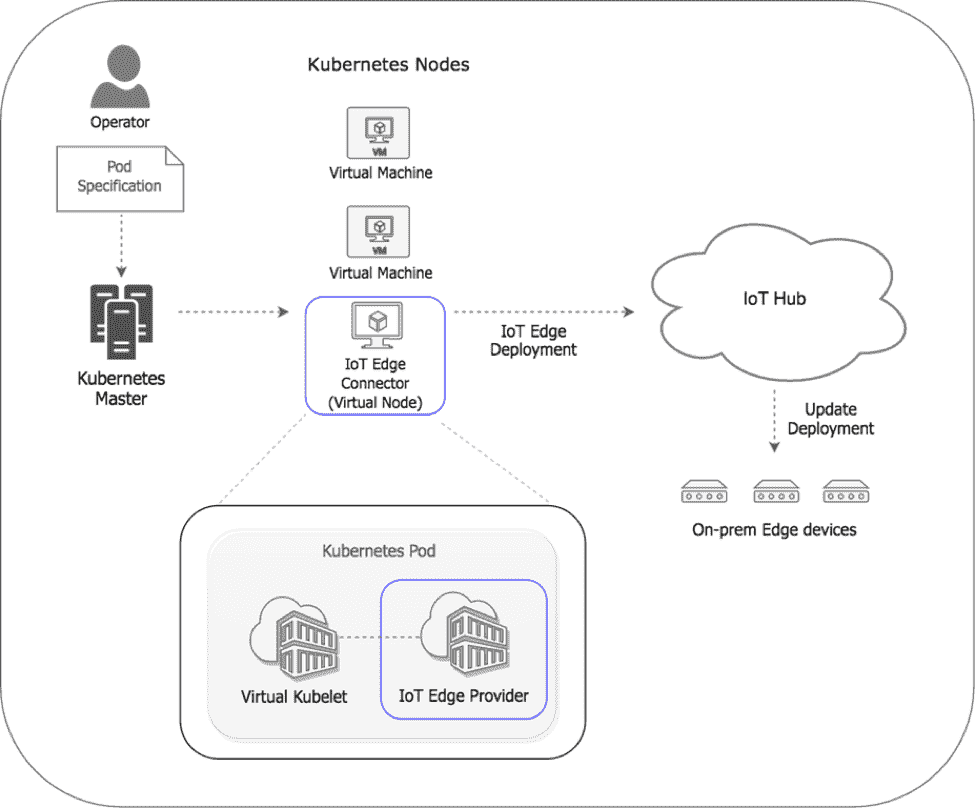 Operator
Pod
Specification
Kubernetes
Master
Kubernetes Nodes
VM
Virtual Machine
VM
Virtual Machine
IoT Edge
Connector
(Virtual Node)
IoT Edge
Deployment
IoT Hub
Update
Deployment
On-prem Edge devices
Kubernetes Pod
Virtual Kubelet
IoT Edge Provider